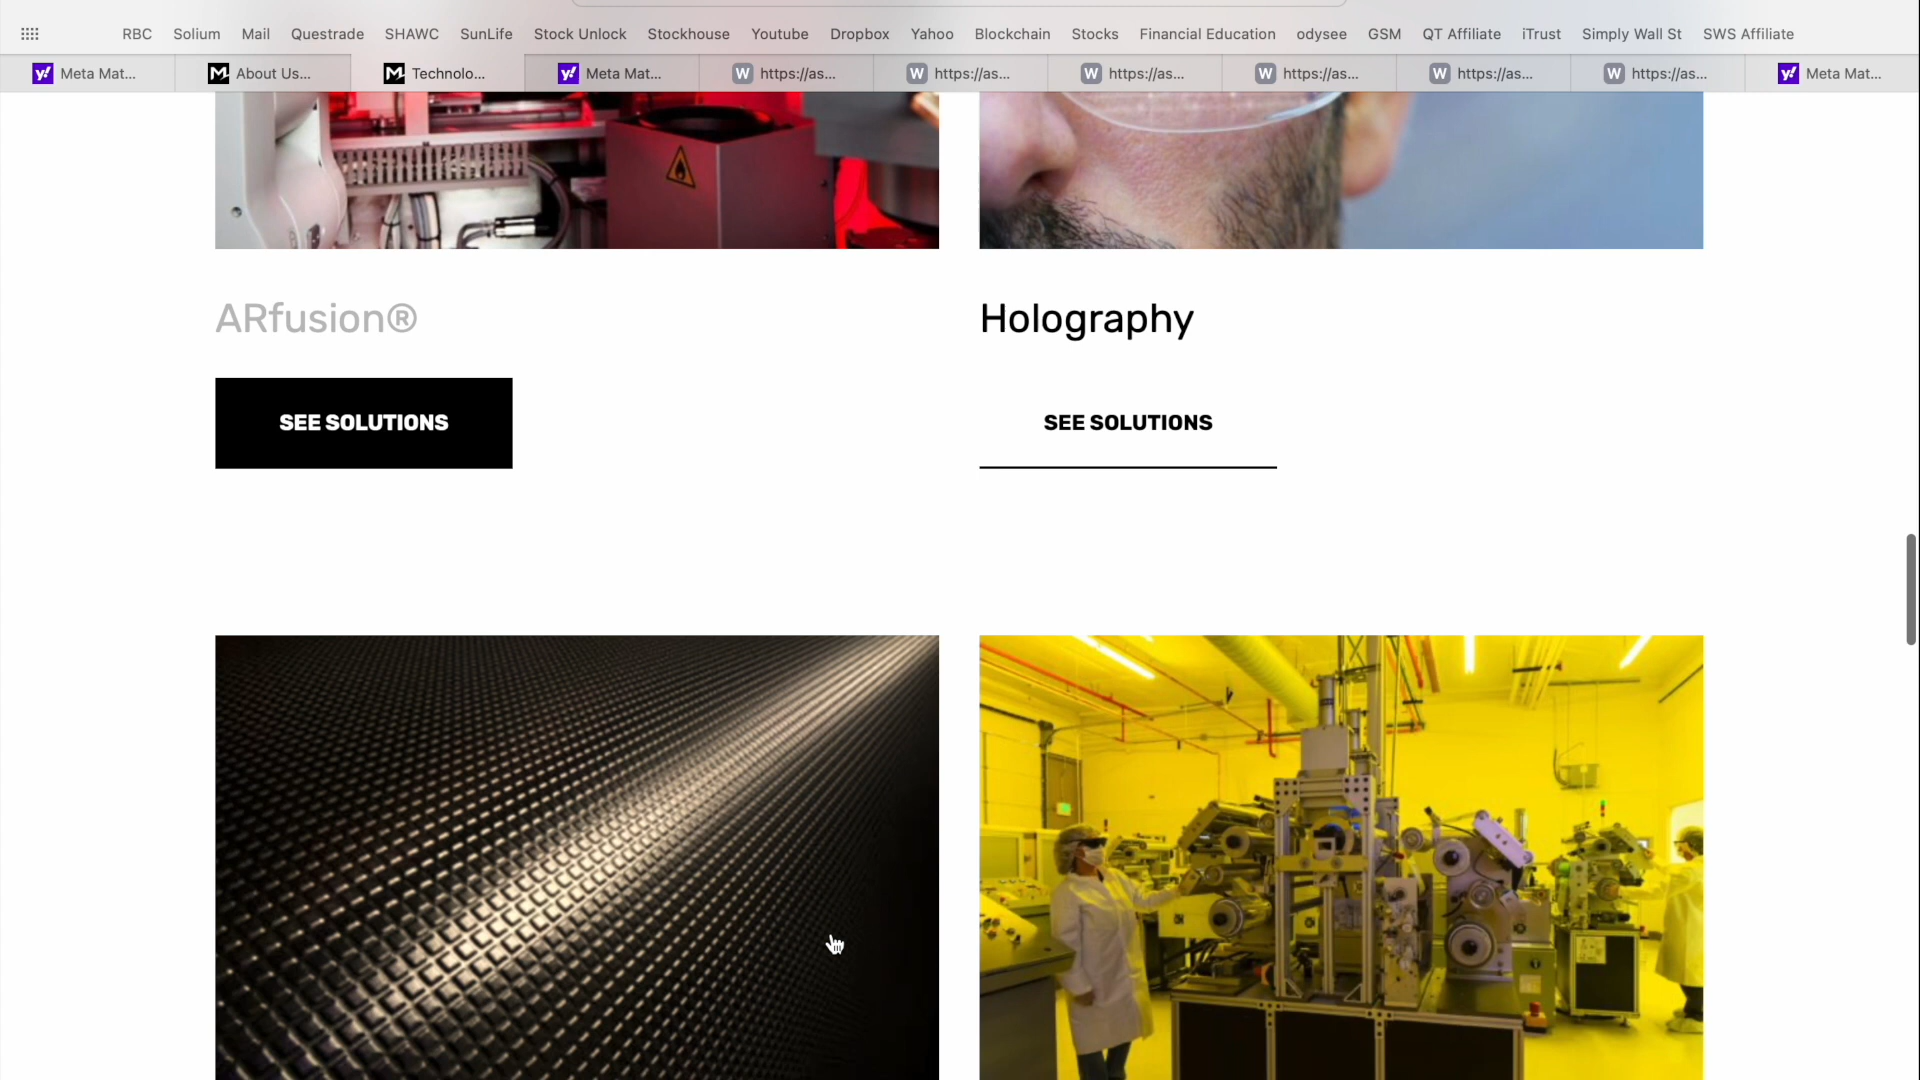 RBC Solium Mail Questrade SHAWC SunLife Stock Unlock Stockhouse Youtube Dropbox Yahoo Blockchain Stocks Financial Education odysee GSM QT Affiliate iTrust Simply Wall St SWS Affiliate
y! Meta Mat... M About Us... M Technolo... y! Meta Mat... W https://as... W https://as... W https://as... W https://as... W https://as... W https://as... y! Meta Mat...
ARfusion® Holography
SEE SOLUTIONS SEE SOLUTIONS